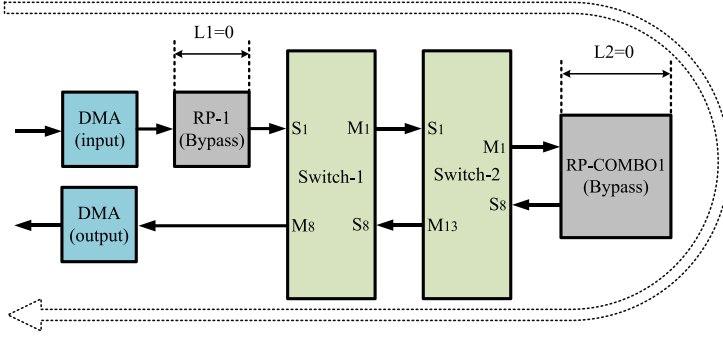 L1=0
L2=0
DMA
(input)
RP-1
(Bypass)
S1
M1
S1
M1
Switch-1
Switch-2
RP-COMBO1
(Bypass)
DMA
(output)
M8
S8
M13
S8